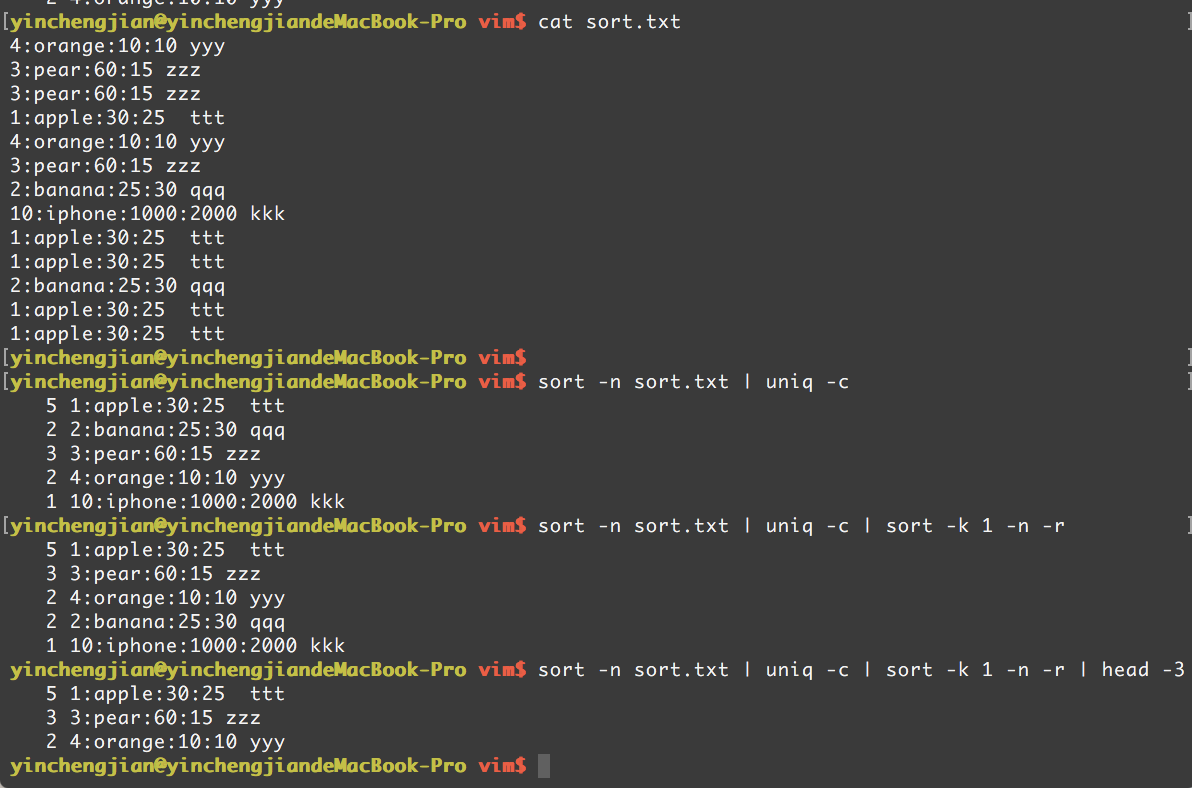 2 4:orange:10:10 yyy
[yinchengjian@yinchengjiandeMacBook-Pro vim$ cat sort.txt ]
4:orange:10:10 yyy
3:pear:60:15 zzz
3:pear:60:15 zzz
1:apple:30:25  ttt
4:orange:10:10 yyy
3:pear:60:15 zzz
2:banana:25:30 qqq
10:iphone:1000:2000 kkk
1:apple:30:25  ttt
1:apple:30:25  ttt
2:banana:25:30 qqq
1:apple:30:25  ttt
1:apple:30:25  ttt
[yinchengjian@yinchengjiandeMacBook-Pro vim$ ]
[yinchengjian@yinchengjiandeMacBook-Pro vim$ sort -n sort.txt | uniq -c ]
5 1:apple:30:25  ttt
2 2:banana:25:30 qqq
3 3:pear:60:15 zzz
2 4:orange:10:10 yyy
1 10:iphone:1000:2000 kkk
[yinchengjian@yinchengjiandeMacBook-Pro vim$ sort -n sort.txt | uniq -c | sort -k 1 -n -r ]
5 1:apple:30:25  ttt
3 3:pear:60:15 zzz
2 4:orange:10:10 yyy
2 2:banana:25:30 qqq
1 10:iphone:1000:2000 kkk
yinchengjian@yinchengjiandeMacBook-Pro vim$ sort -n sort.txt | uniq -c | sort -k 1 -n -r | head -3
5 1:apple:30:25  ttt
3 3:pear:60:15 zzz
2 4:orange:10:10 yyy
yinchengjian@yinchengjiandeMacBook-Pro vim$